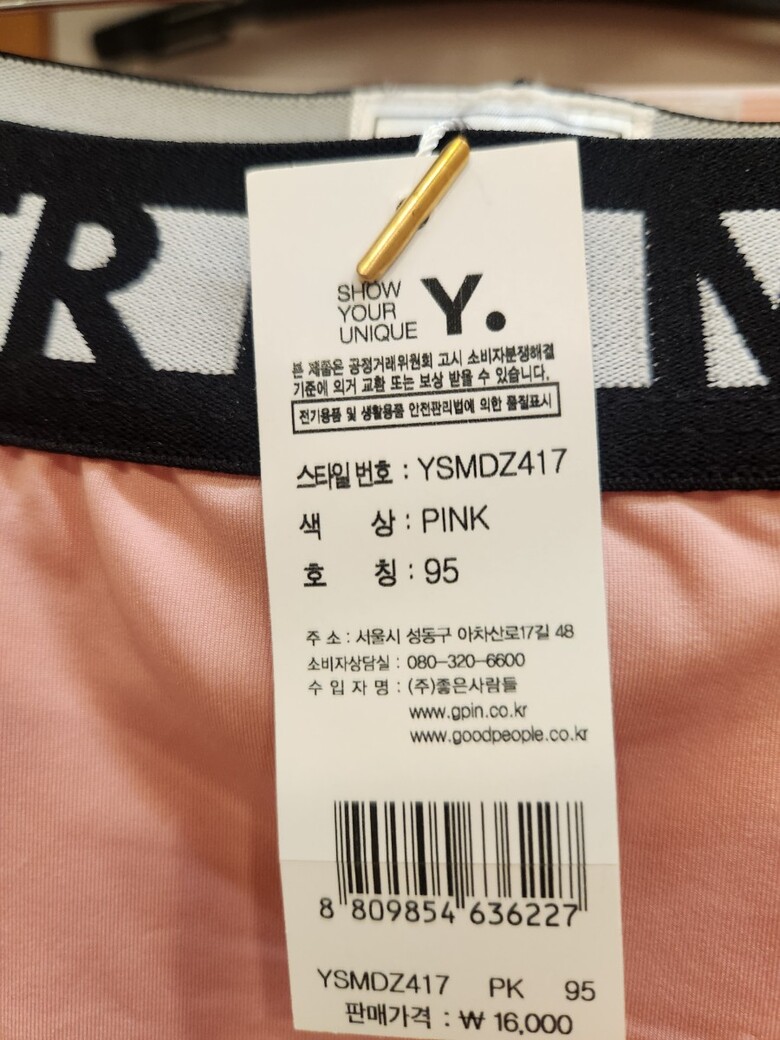 SHOW
YOUR
UNIQUE
Y.
본 제품은 공정거래위원회 고시 소비자분쟁해결
기준에 의거 교환 또는 보상 받을 수 있습니다.
전기용품 및 생활용품 안전관리법에 의한 품질표시
스타일 번호 : YSMDZ417
색 상 : PINK
호 칭 : 95
주 소 : 서울시 성동구 아차산로17길 48
소비자상담실 : 080-320-6600
수 입 자 명 : (주)좋은사람들
www.gpin.co.kr
www.goodpeople.co.kr
8 809854 636227
YSMDZ417 PK 95
판매가격 : ₩ 16,000